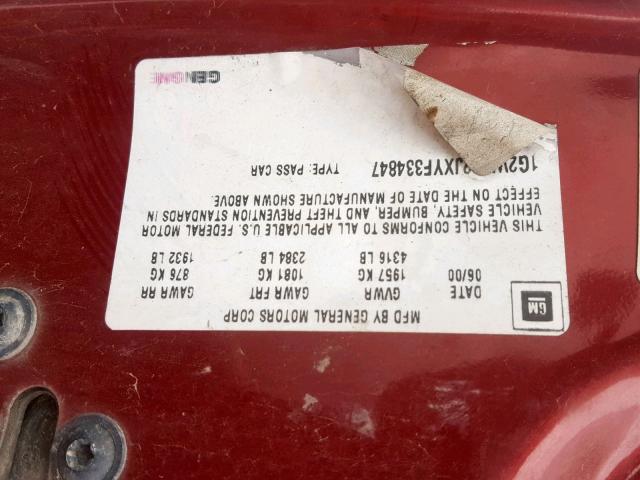 MFD BY GENERAL MOTORS CORP
GM
DATE GVWR GAWR FRT GAWR RR
06/00 1957 KG 1081 KG 876 KG
4316 LB 2384 LB 1932 LB
THIS VEHICLE CONFORMS TO ALL APPLICABLE U.S. FEDERAL MOTOR
VEHICLE SAFETY, BUMPER, AND THEFT PREVENTION STANDARDS IN
EFFECT ON THE DATE OF MANUFACTURE SHOWN ABOVE.
TYPE: PASS CAR
GENUINE